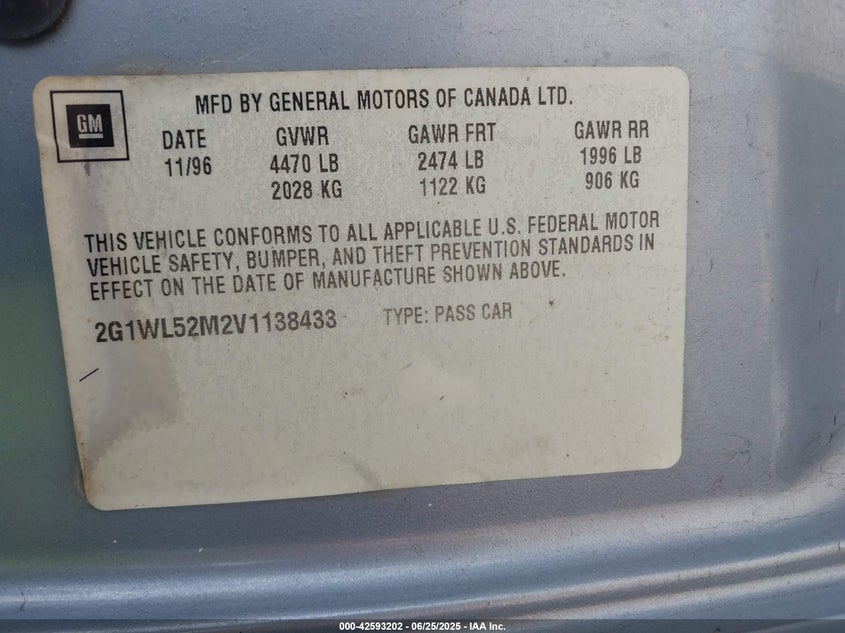 MFD BY GENERAL MOTORS OF CANADA LTD.
GM
DATE GVWR GAWR FRT GAWR RR
11/96 4470 LB 2474 LB 1996 LB
2028 KG 1122 KG 906 KG
THIS VEHICLE CONFORMS TO ALL APPLICABLE U.S. FEDERAL MOTOR
VEHICLE SAFETY, BUMPER, AND THEFT PREVENTION STANDARDS IN
EFFECT ON THE DATE OF MANUFACTURE SHOWN ABOVE.
2G1WL52M2V1138433 TYPE: PASS CAR
000-42593202 - 06/25/2025 - IAA Inc.